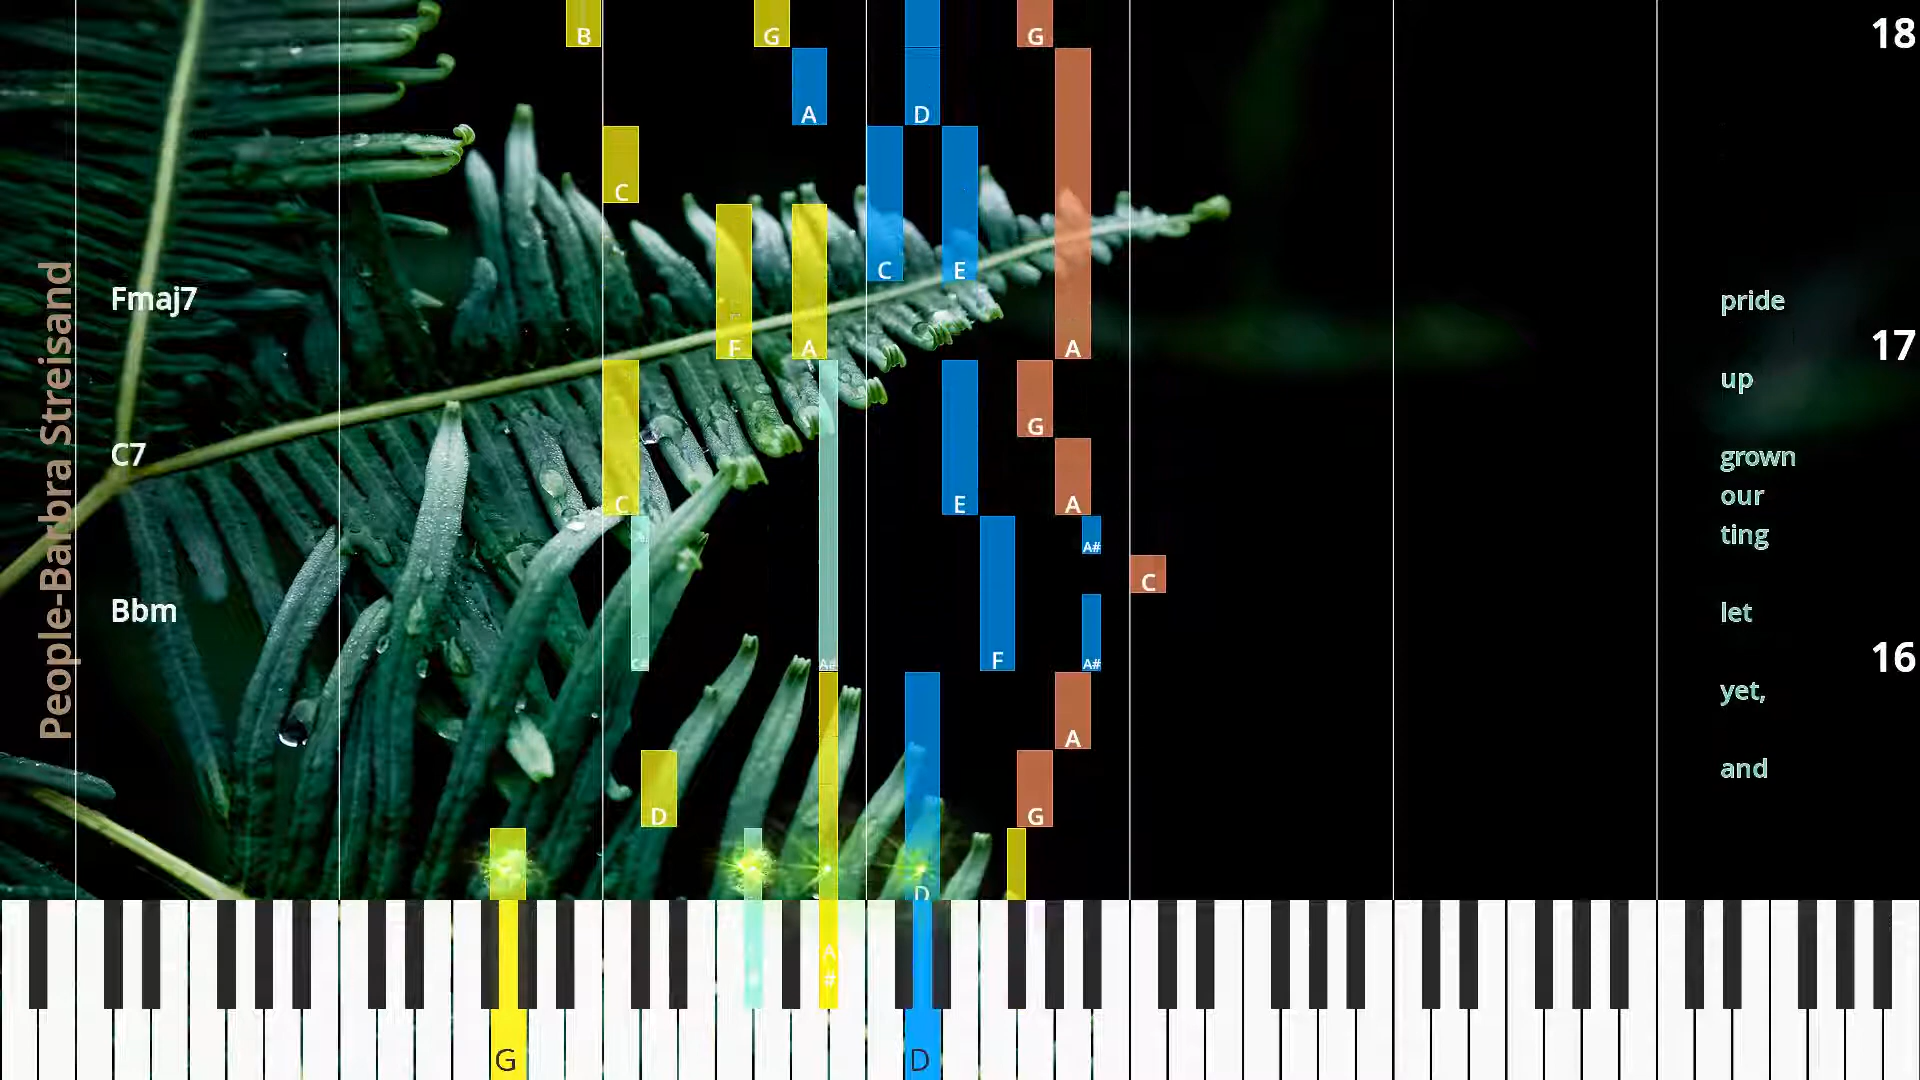 People-Barbra Streisand
B G G 18
A D
C
C E
Fmaj7 pride
F A A 17
up
G
C7 grown
C E A our
A# ting
C
Bbm let
C# A# F A# 16
yet,
A
and
D G
D
A
#
G D